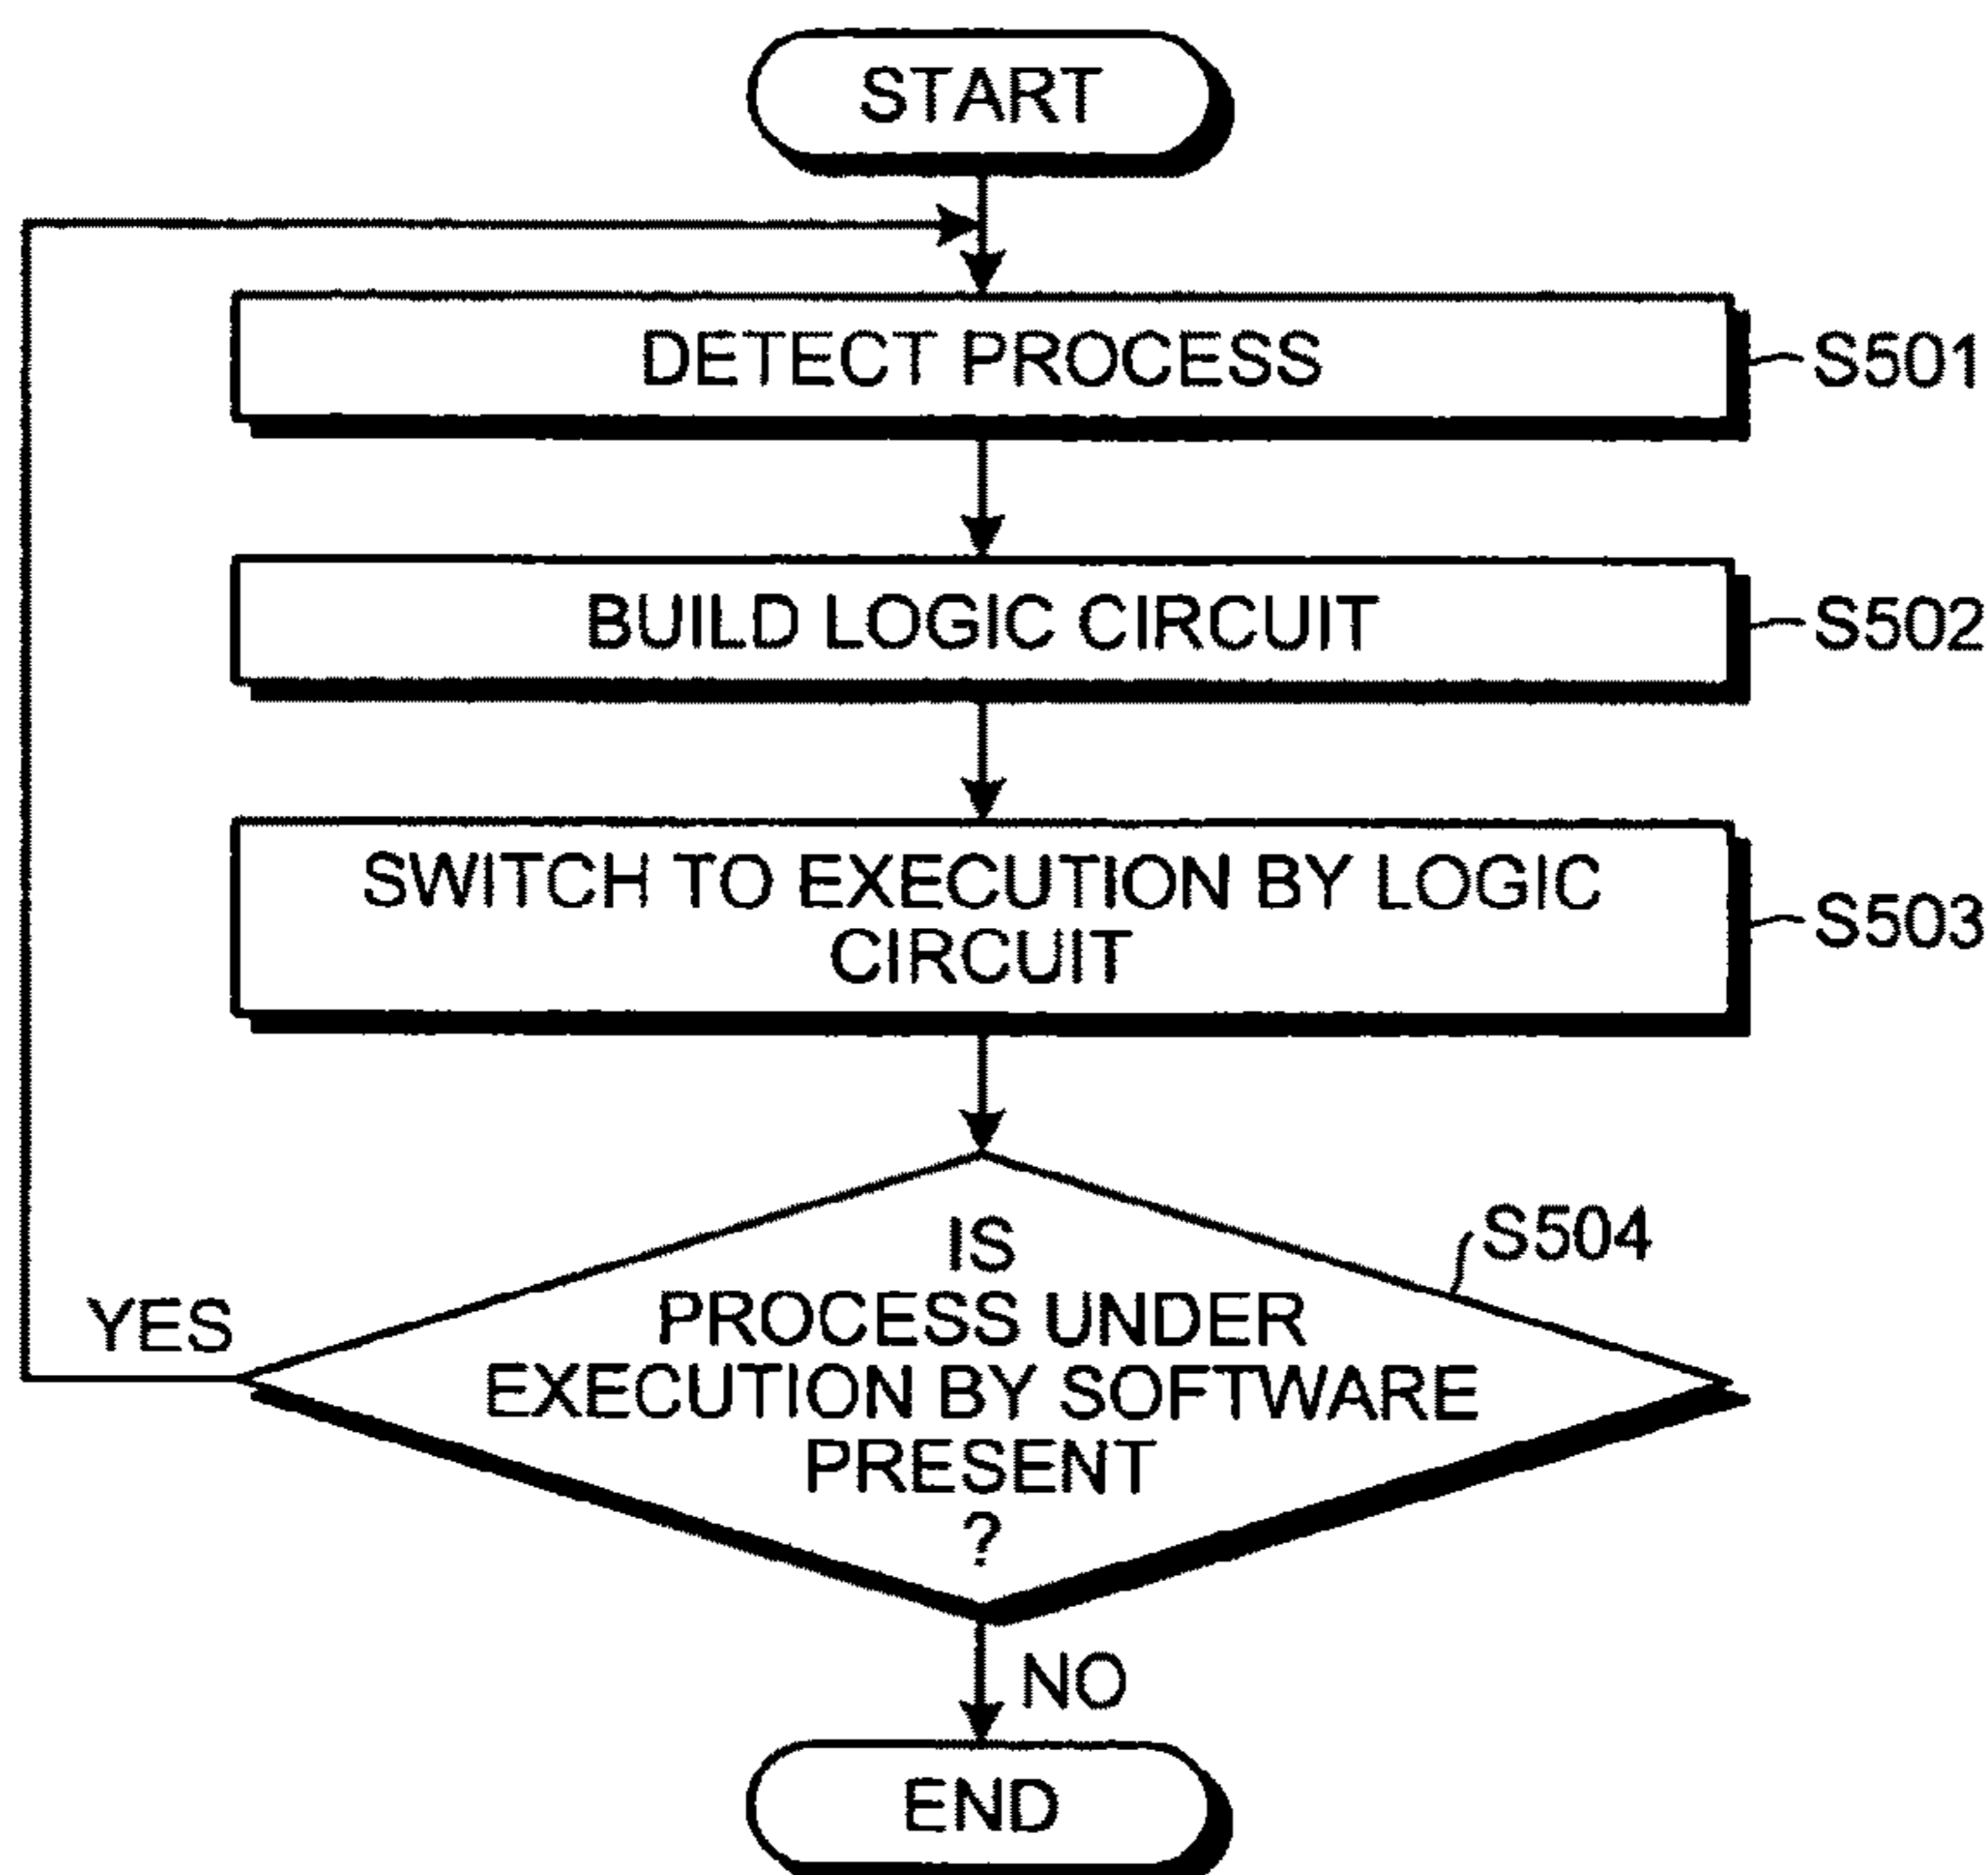 START
DETECT PROCESS
S501
BUILD LOGIC CIRCUIT
S502
SWITCH TO EXECUTION BY LOGIC
CIRCUIT
S503
IS
PROCESS UNDER
EXECUTION BY SOFTWARE
PRESENT
?
S504
YES
NO
END